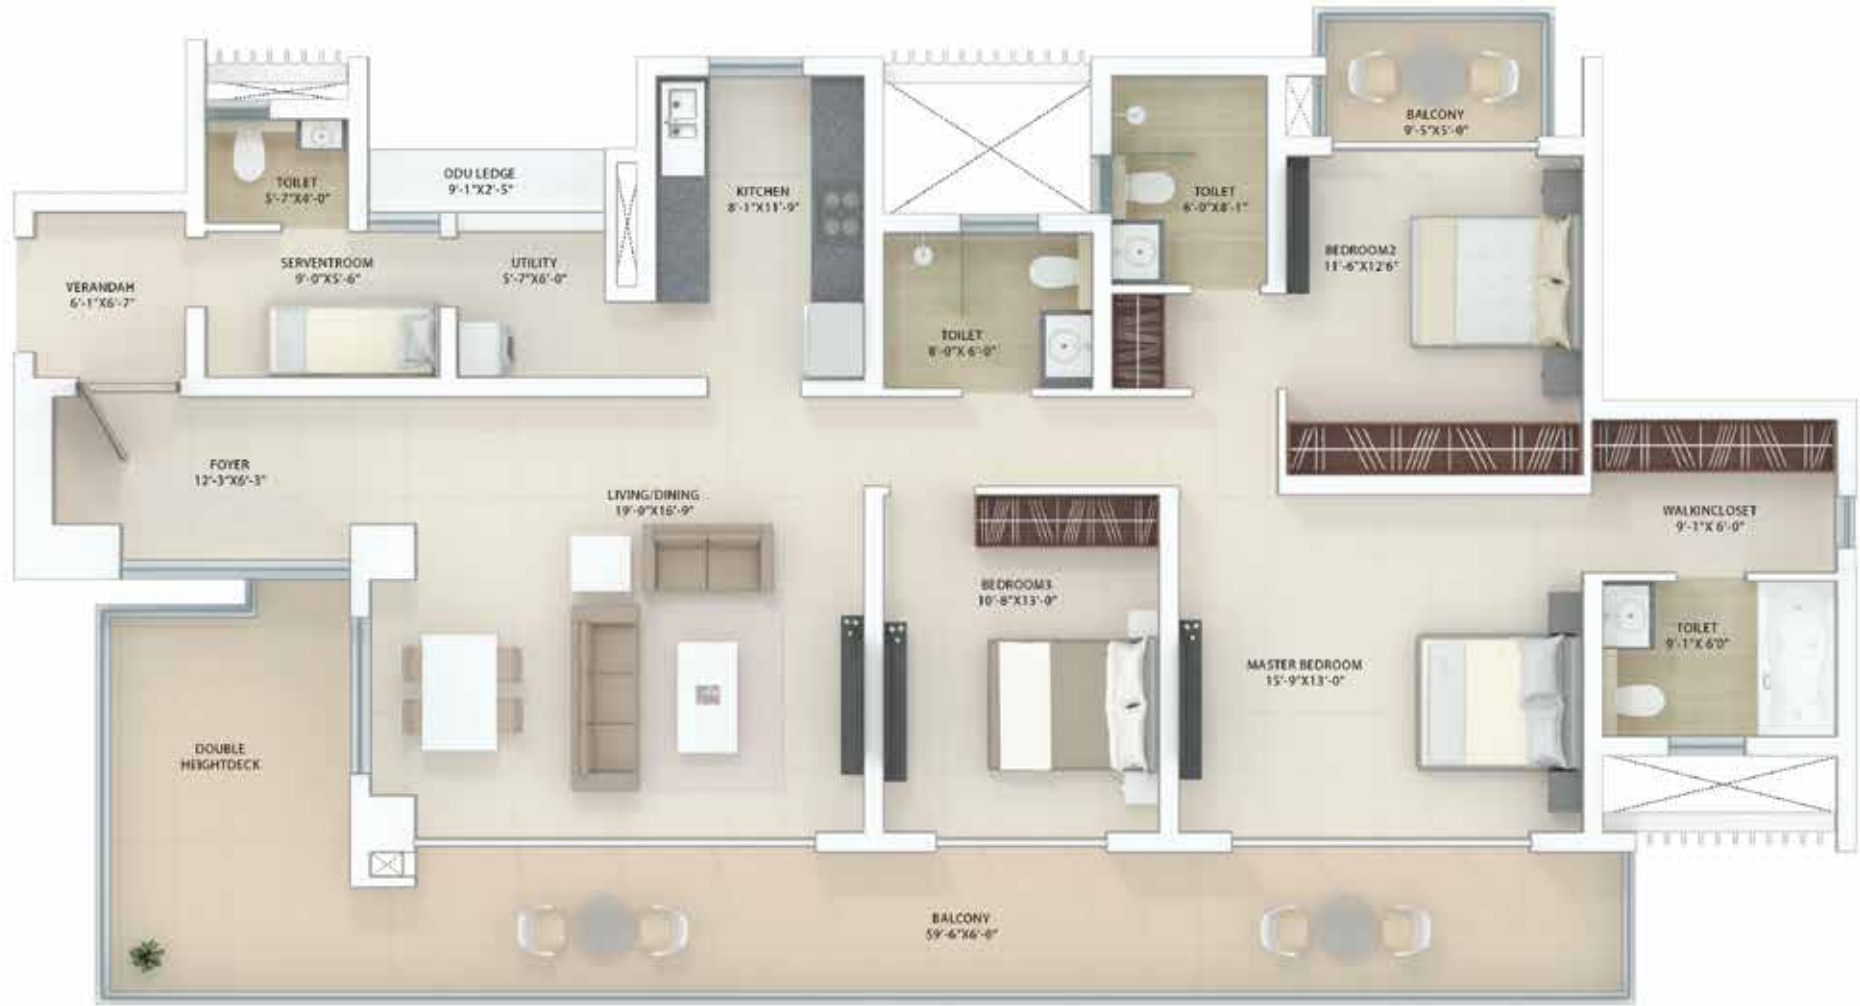 BALCONY
9'-5"X5'-0"
TOILET
5'-7"X4'-0"
ODU LEDGE
9'-1"X2'-5"
KITCHEN
8'-1"X11'-9"
TOILET
6'-0"X8'-1"
BEDROOM2
11'-6"X12'6"
VERANDAH
6'-1"X6'-7"
SERVENTROOM
9'-0"X5'-6"
UTILITY
5'-7"X6'-0"
TOILET
8'-0"X 6'-0"
FOYER
12'-3"X6'-3"
LIVING/DINING
19'-0"X16'-9"
WALKINCLOSET
9'-1"X 6'-0"
BEDROOM3
10'-8"X13'-0"
TOILET
9'-1"X 6'0"
MASTER BEDROOM
15'-9"X13'-0"
DOUBLE
HEIGHTDECK
BALCONY
59'-6"X6'-0"